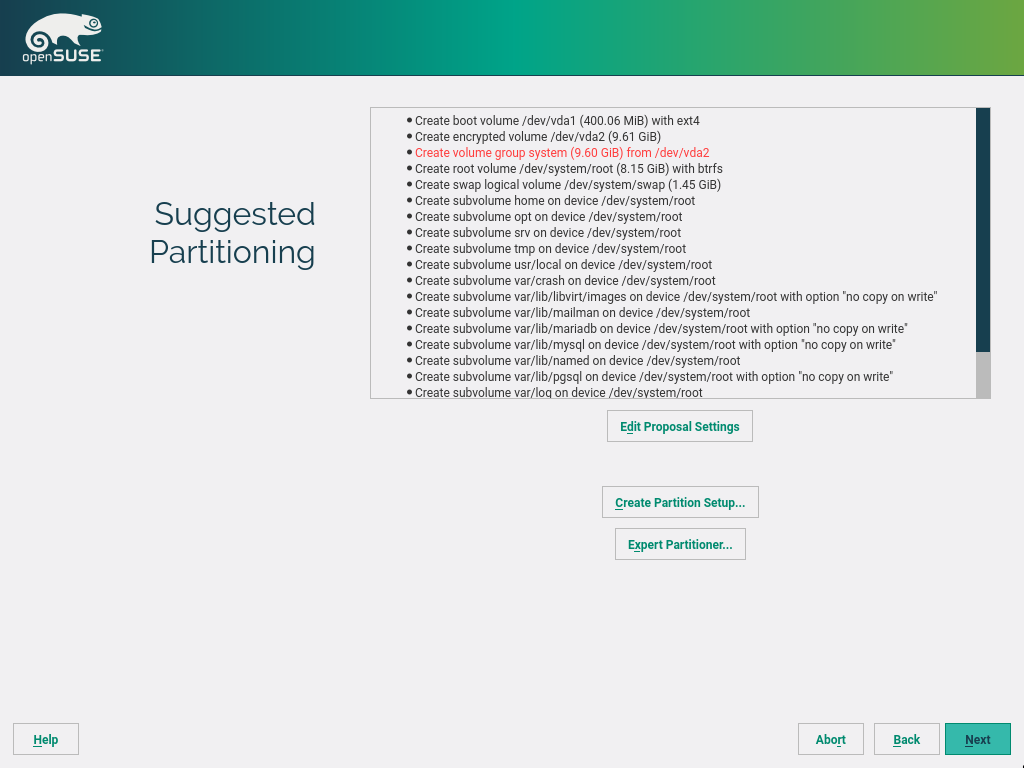 openSUSE
Suggested
Partitioning
Create boot volume /dev/vda1 (400.06 MiB) with ext4
Create encrypted volume /dev/vda2 (9.61 GiB)
Create volume group system (9.60 GiB) from /dev/vda2
Create root volume /dev/system/root (8.15 GiB) with btrfs
Create swap logical volume /dev/system/swap (1.45 GiB)
Create subvolume home on device /dev/system/root
Create subvolume opt on device /dev/system/root
Create subvolume srv on device /dev/system/root
Create subvolume tmp on device /dev/system/root
Create subvolume usr/local on device /dev/system/root
Create subvolume var/crash on device /dev/system/root
Create subvolume var/lib/libvirt/images on device /dev/system/root with option "no copy on write"
Create subvolume var/lib/mailman on device /dev/system/root
Create subvolume var/lib/mariadb on device /dev/system/root with option "no copy on write"
Create subvolume var/lib/mysql on device /dev/system/root with option "no copy on write"
Create subvolume var/lib/named on device /dev/system/root
Create subvolume var/lib/pgsql on device /dev/system/root with option "no copy on write"
Create subvolume var/log on device /dev/system/root
Edit Proposal Settings
Create Partition Setup...
Expert Partitioner...
Help
Abort
Back
Next